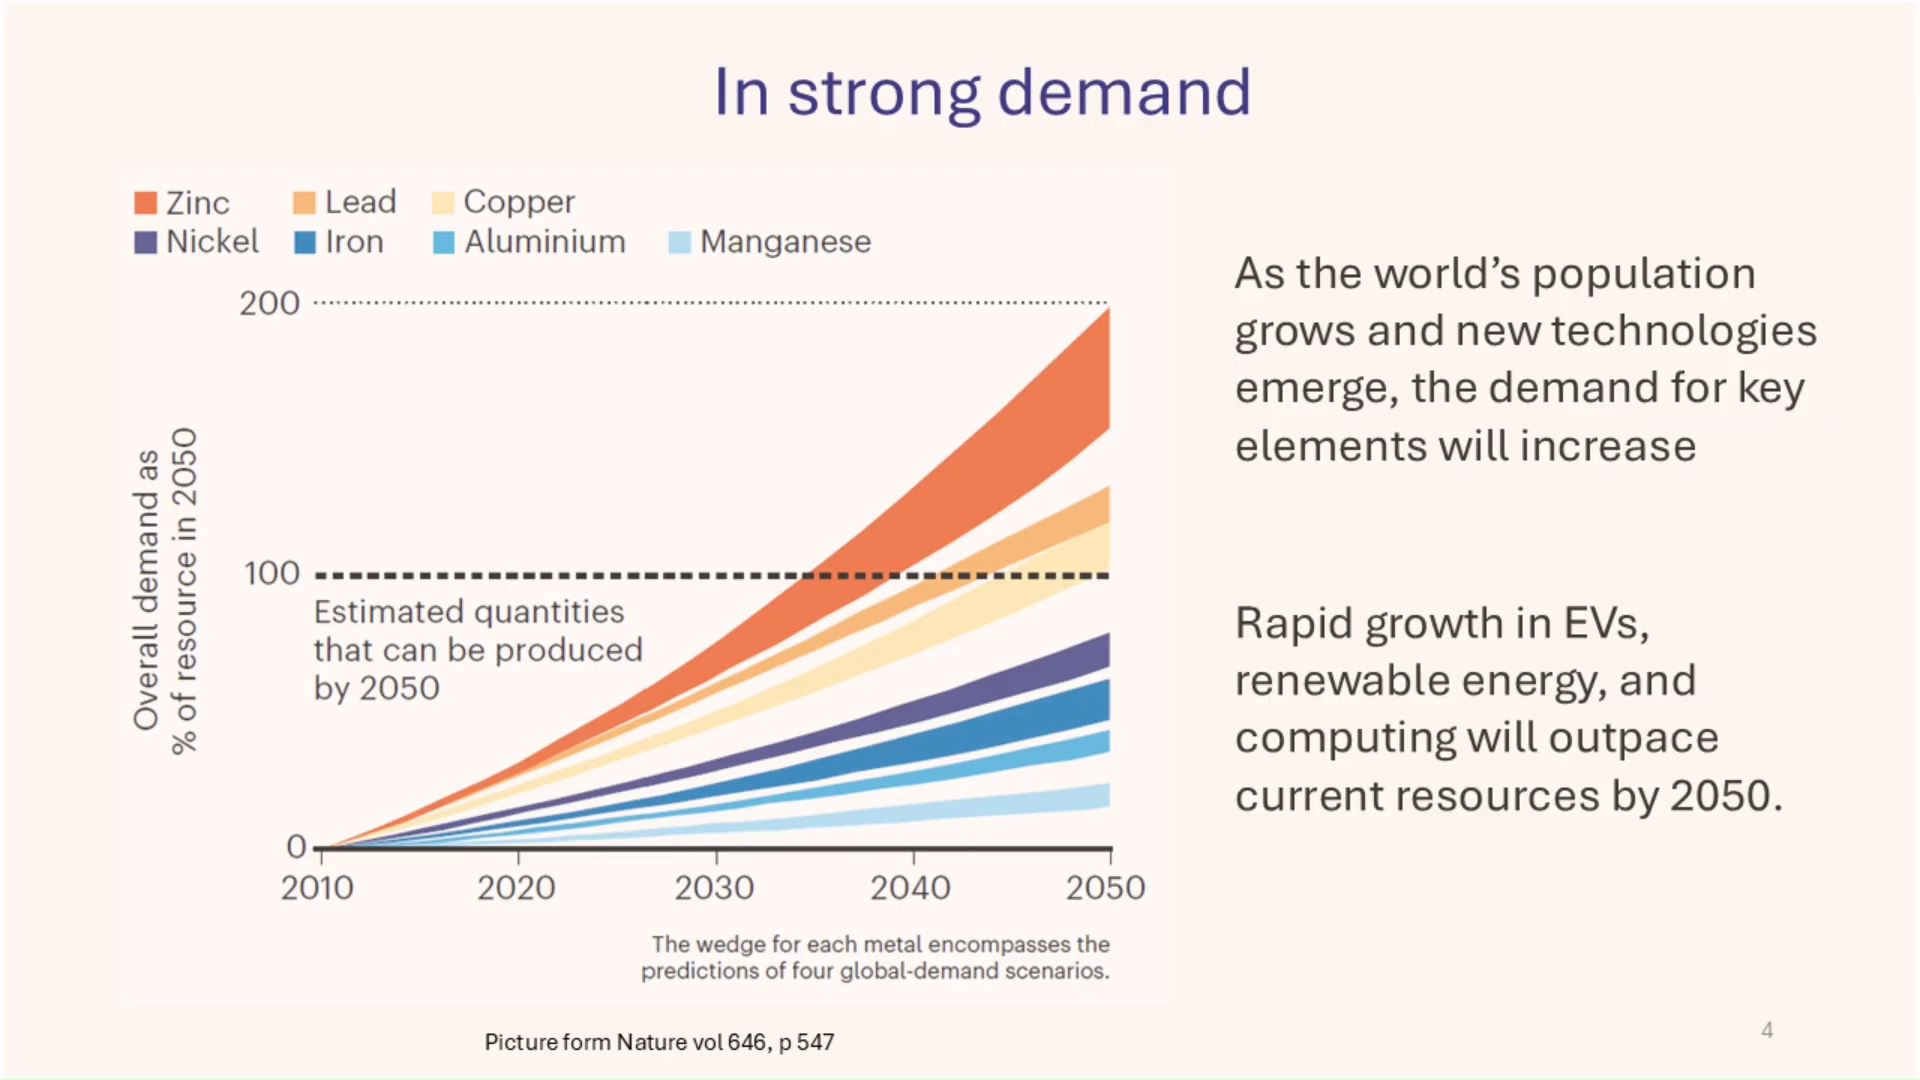 In strong demand
Zinc Lead Copper
Nickel Iron Aluminium Manganese
200
100
0
Overall demand as
% of resource in 2050
Estimated quantities
that can be produced
by 2050
2010 2020 2030 2040 2050
The wedge for each metal encompasses the
predictions of four global-demand scenarios.
Picture form Nature vol 646, p 547
As the world’s population
grows and new technologies
emerge, the demand for key
elements will increase
Rapid growth in EVs,
renewable energy, and
computing will outpace
current resources by 2050.
4